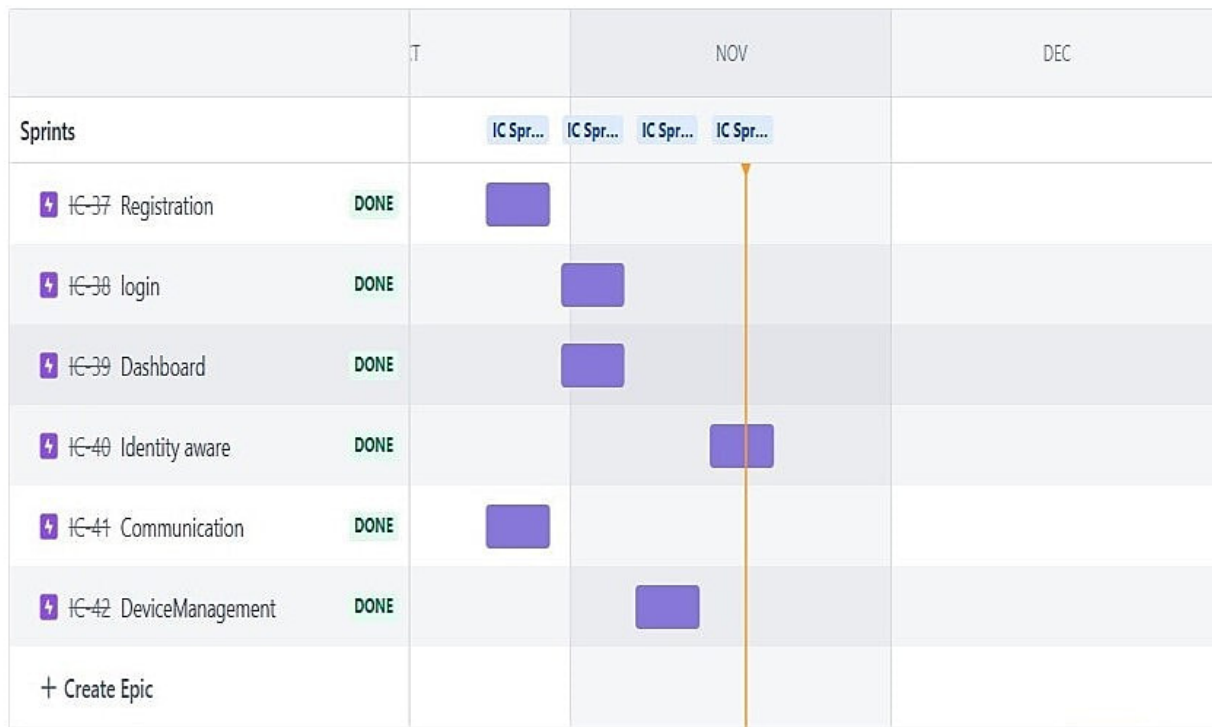 NOV DEC
Sprints IC Spr... IC Spr... IC Spr... IC Spr...
IC-37 Registration DONE
IC-38 login DONE
IC-39 Dashboard DONE
IC-40 Identity aware DONE
IC-41 Communication DONE
IC-42 DeviceManagement DONE
+ Create Epic